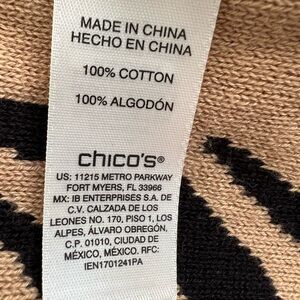 MADE IN CHINA
HECHO EN CHINA
100% COTTON
100% ALGODÓN
chico's®
US: 11215 METRO PARKWAY
FORT MYERS, FL 33966
MX: IB ENTERPRISES S.A. DE
C.V. CALZADA DE LOS
LEONES NO. 170, PISO 1, LOS
ALPES, ÁLVARO OBREGÓN.
C.P. 01010, CIUDAD DE
MÉXICO, MÉXICO. RFC:
IEN1701241PA